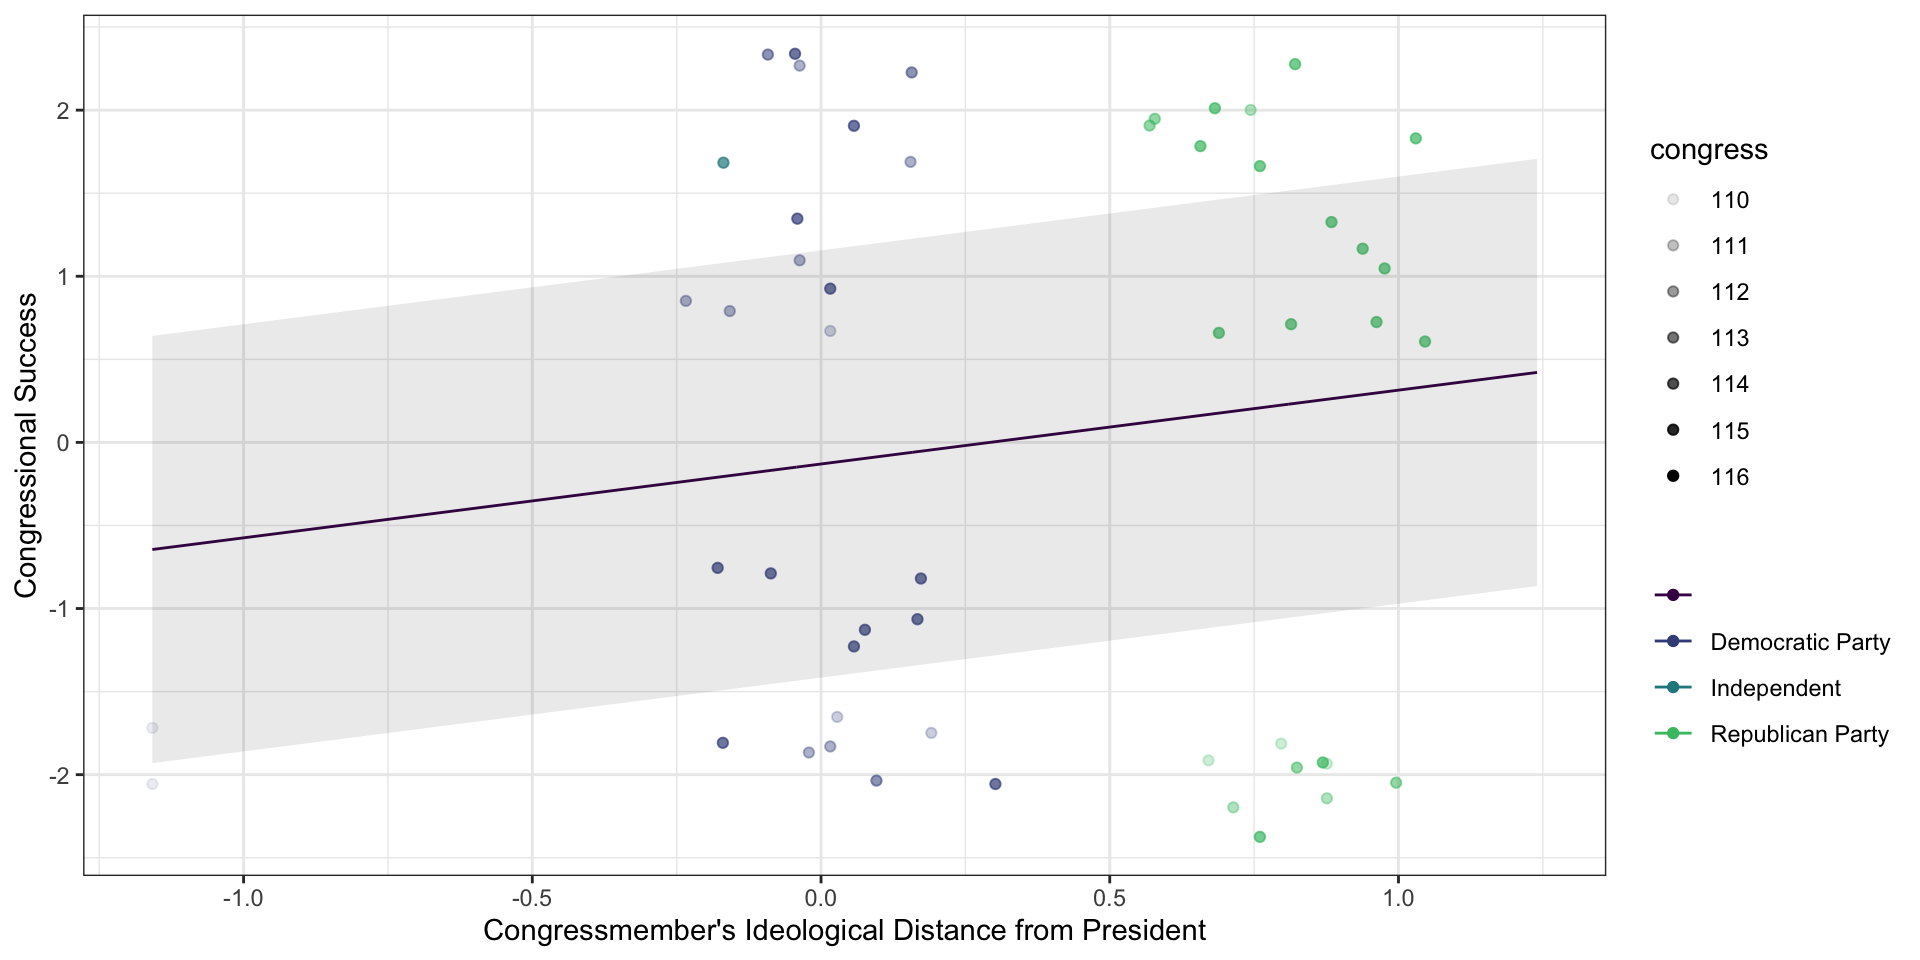 2
1
0
-1
-2
Congressional Success
-1.0
-0.5
0.0
0.5
1.0
Congressmember's Ideological Distance from President
congress
110
111
112
113
114
115
116
Democratic Party
Independent
Republican Party